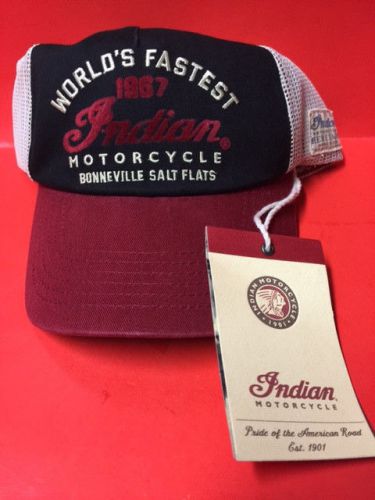 WORLD'S FASTEST
1967
Indian®
MOTORCYCLE
BONNEVILLE SALT FLATS
Indian
INDIAN MOTORCYCLE
1901
Indian
MOTORCYCLE
Pride of the American Road
Est. 1901